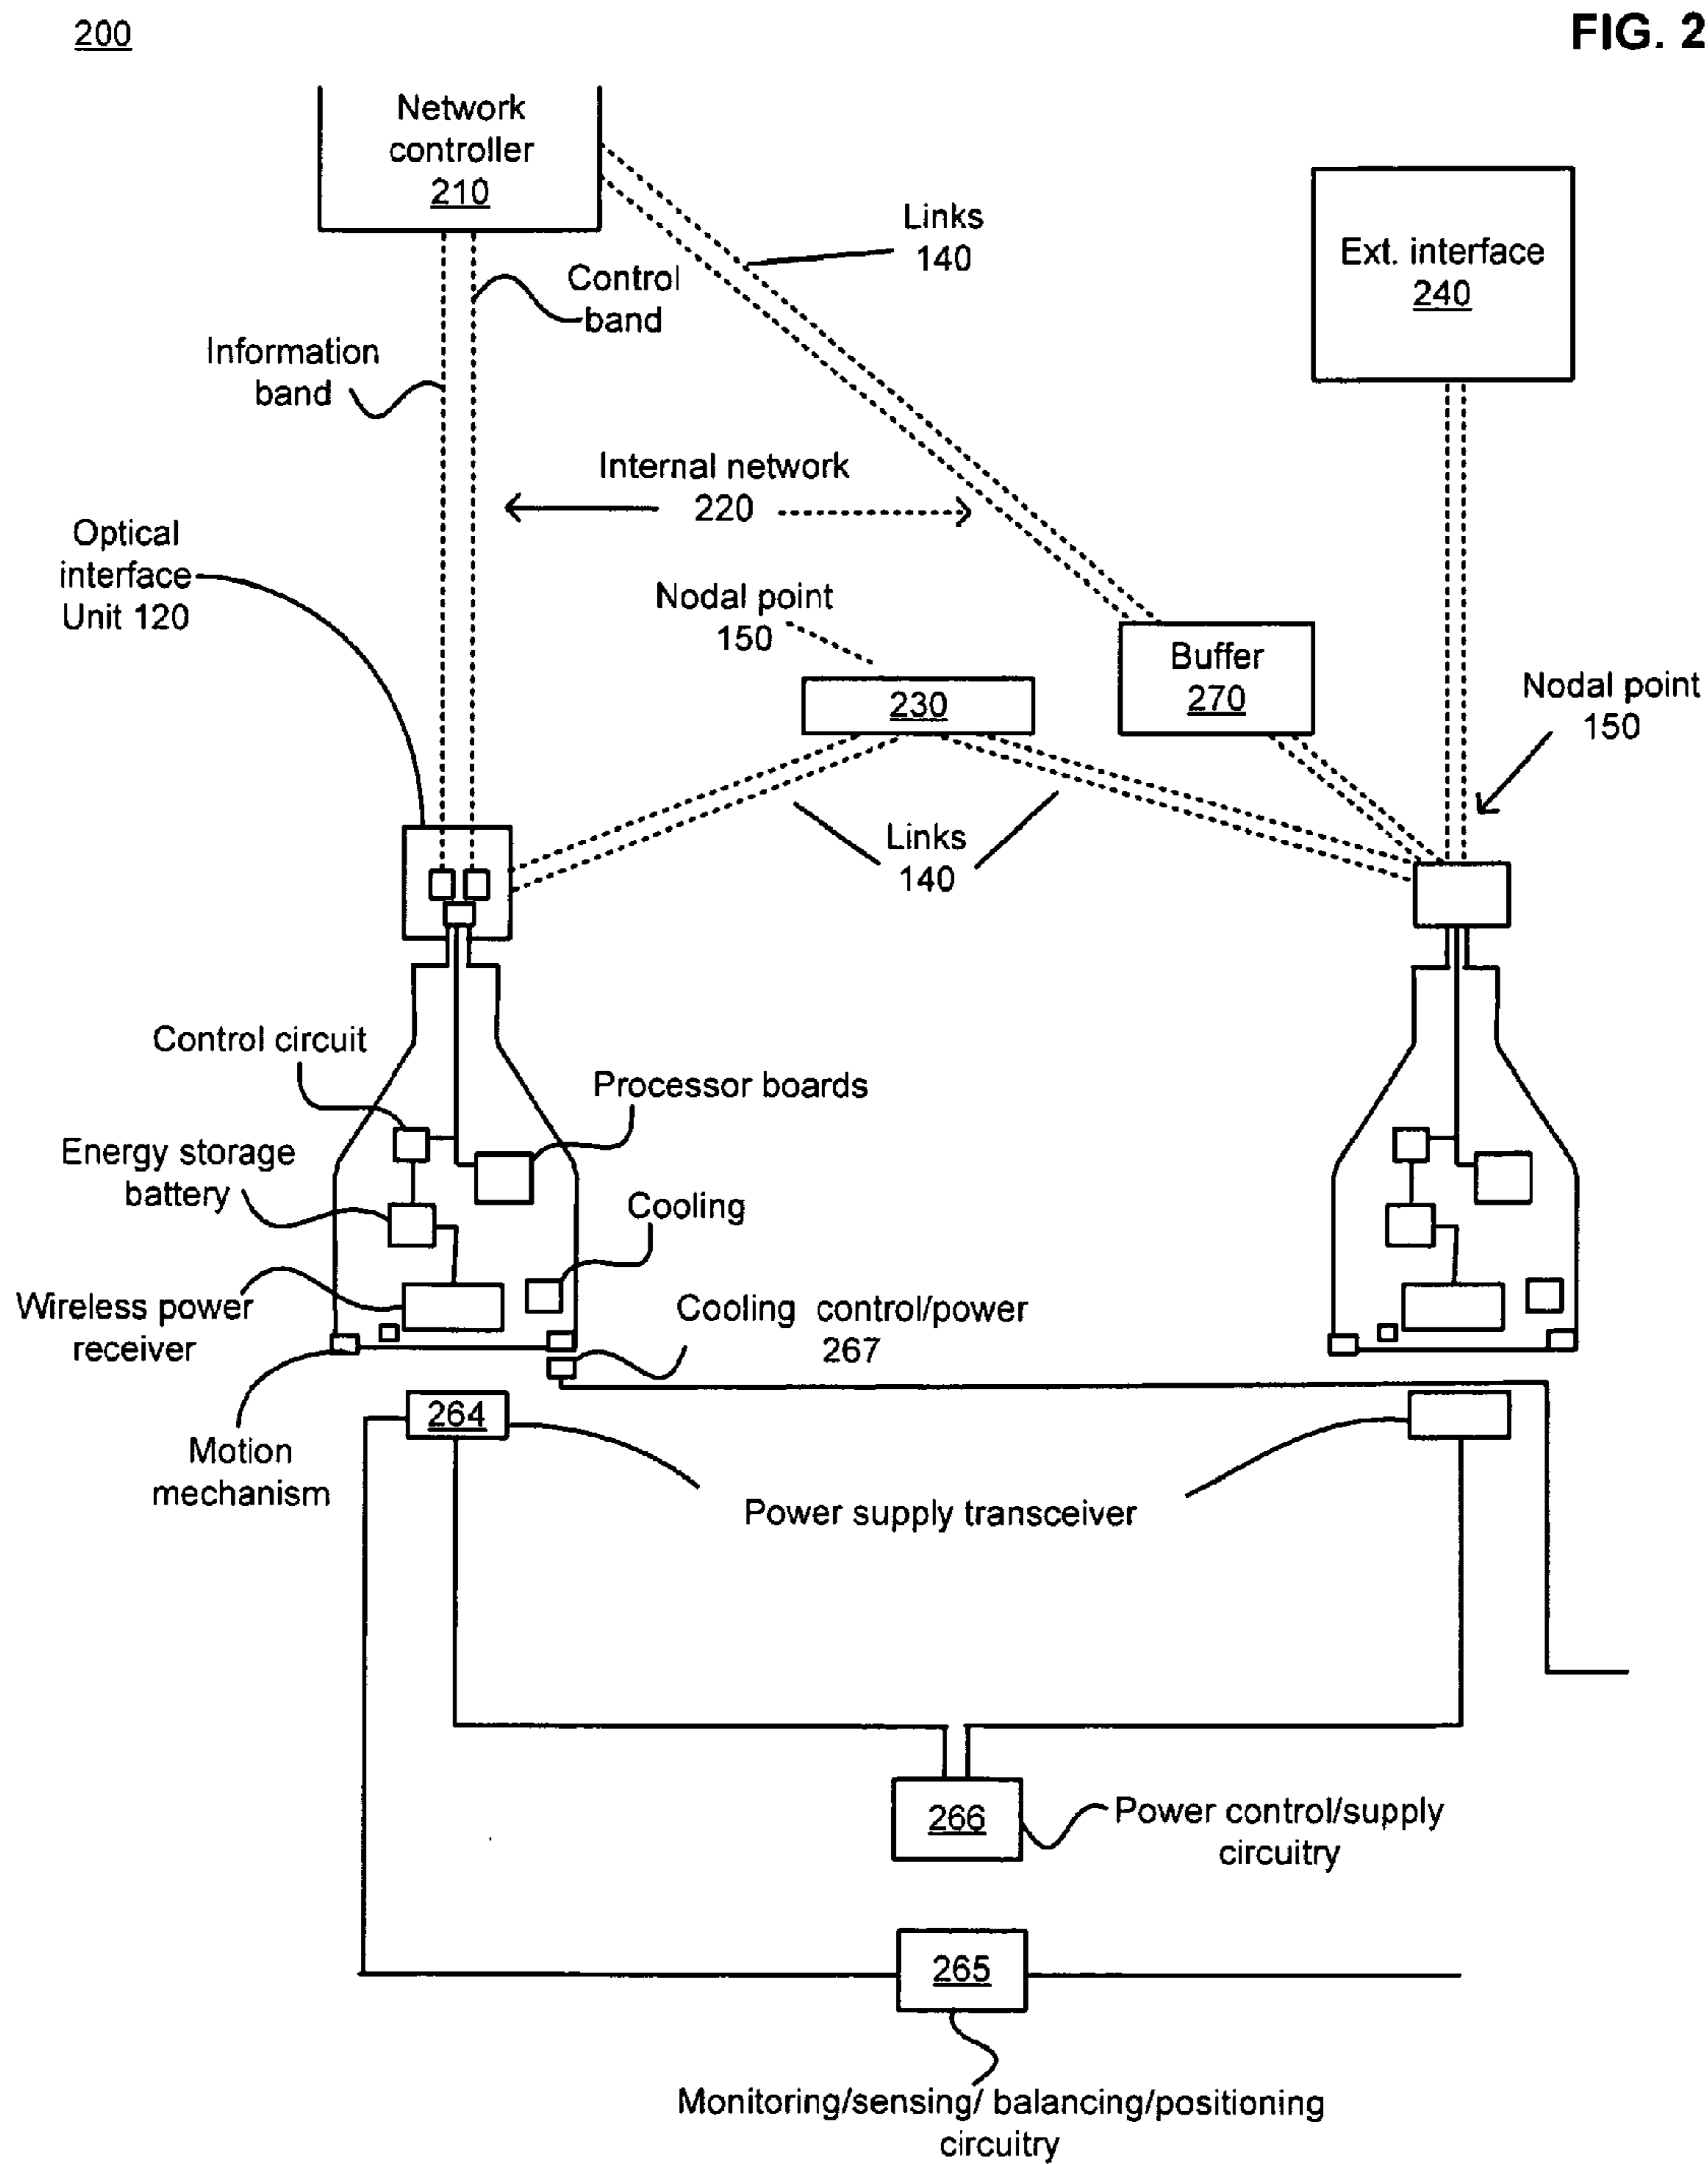 200
FIG. 2
Network
controller
210
Links
140
Ext. interface
240
Control
band
Information
band
Internal network
220
Optical
interface
Unit 120
Nodal point
150
Buffer
270
230
Nodal point
150
Links
140
Control circuit
Processor boards
Energy storage
battery
Cooling
Wireless power
receiver
Cooling control/power
267
264
Motion
mechanism
Power supply transceiver
266
Power control/supply
circuitry
265
Monitoring/sensing/ balancing/positioning
circuitry